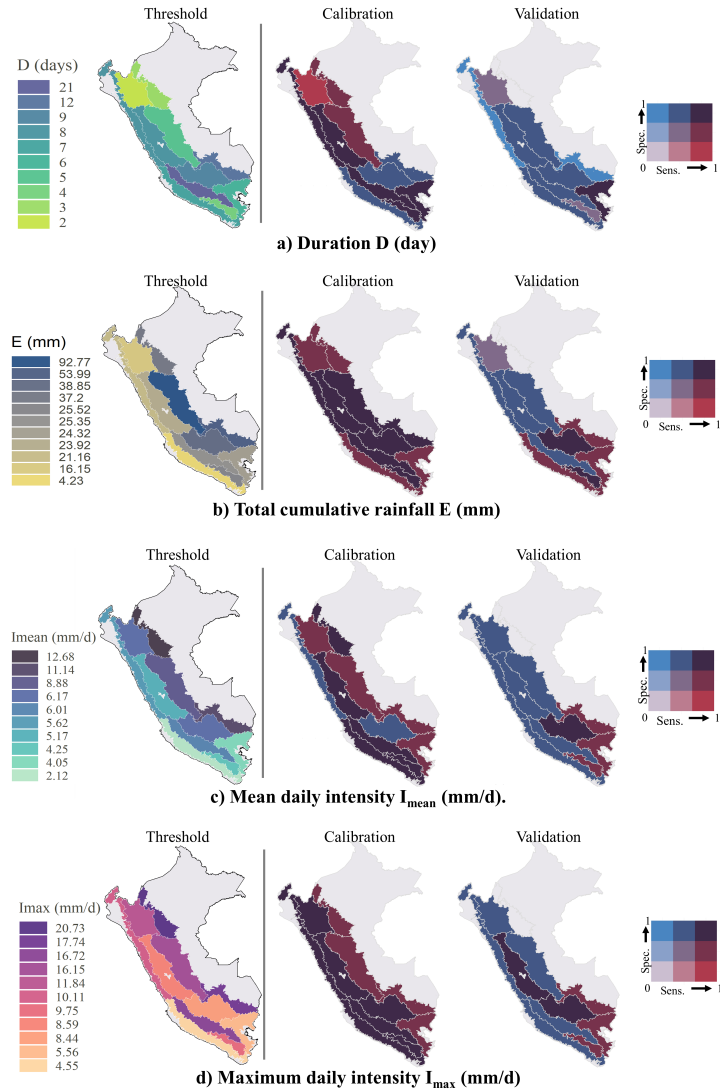 Threshold
Calibration
Validation
D (days)
21
12
9
8
7
6
5
4
3
2
1
Spec.
0 Sens. 1
a) Duration D (day)
Threshold
Calibration
Validation
E (mm)
92.77
53.99
38.85
37.2
25.52
25.35
24.32
23.92
21.16
16.15
4.23
1
Spec.
0 Sens. 1
b) Total cumulative rainfall E (mm)
Threshold
Calibration
Validation
Imean (mm/d)
12.68
11.14
8.88
6.17
6.01
5.62
5.17
4.25
4.05
2.12
1
Spec.
0 Sens. 1
c) Mean daily intensity Imean (mm/d).
Threshold
Calibration
Validation
Imax (mm/d)
20.73
17.74
16.72
16.15
11.84
10.11
9.75
8.59
8.44
5.56
4.55
1
Spec.
0 Sens. 1
d) Maximum daily intensity Imax (mm/d)